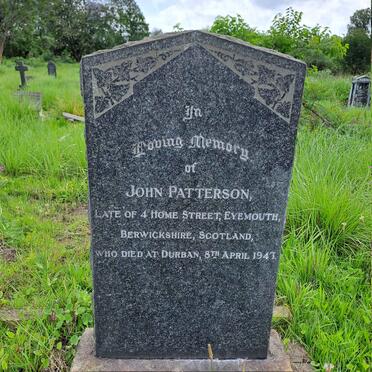 In
Loving Memory
of
JOHN PATTERSON,
LATE OF 4 HOME STREET, EYEMOUTH,
BERWICKSHIRE, SCOTLAND,
WHO DIED AT DURBAN, 8TH APRIL 1947.